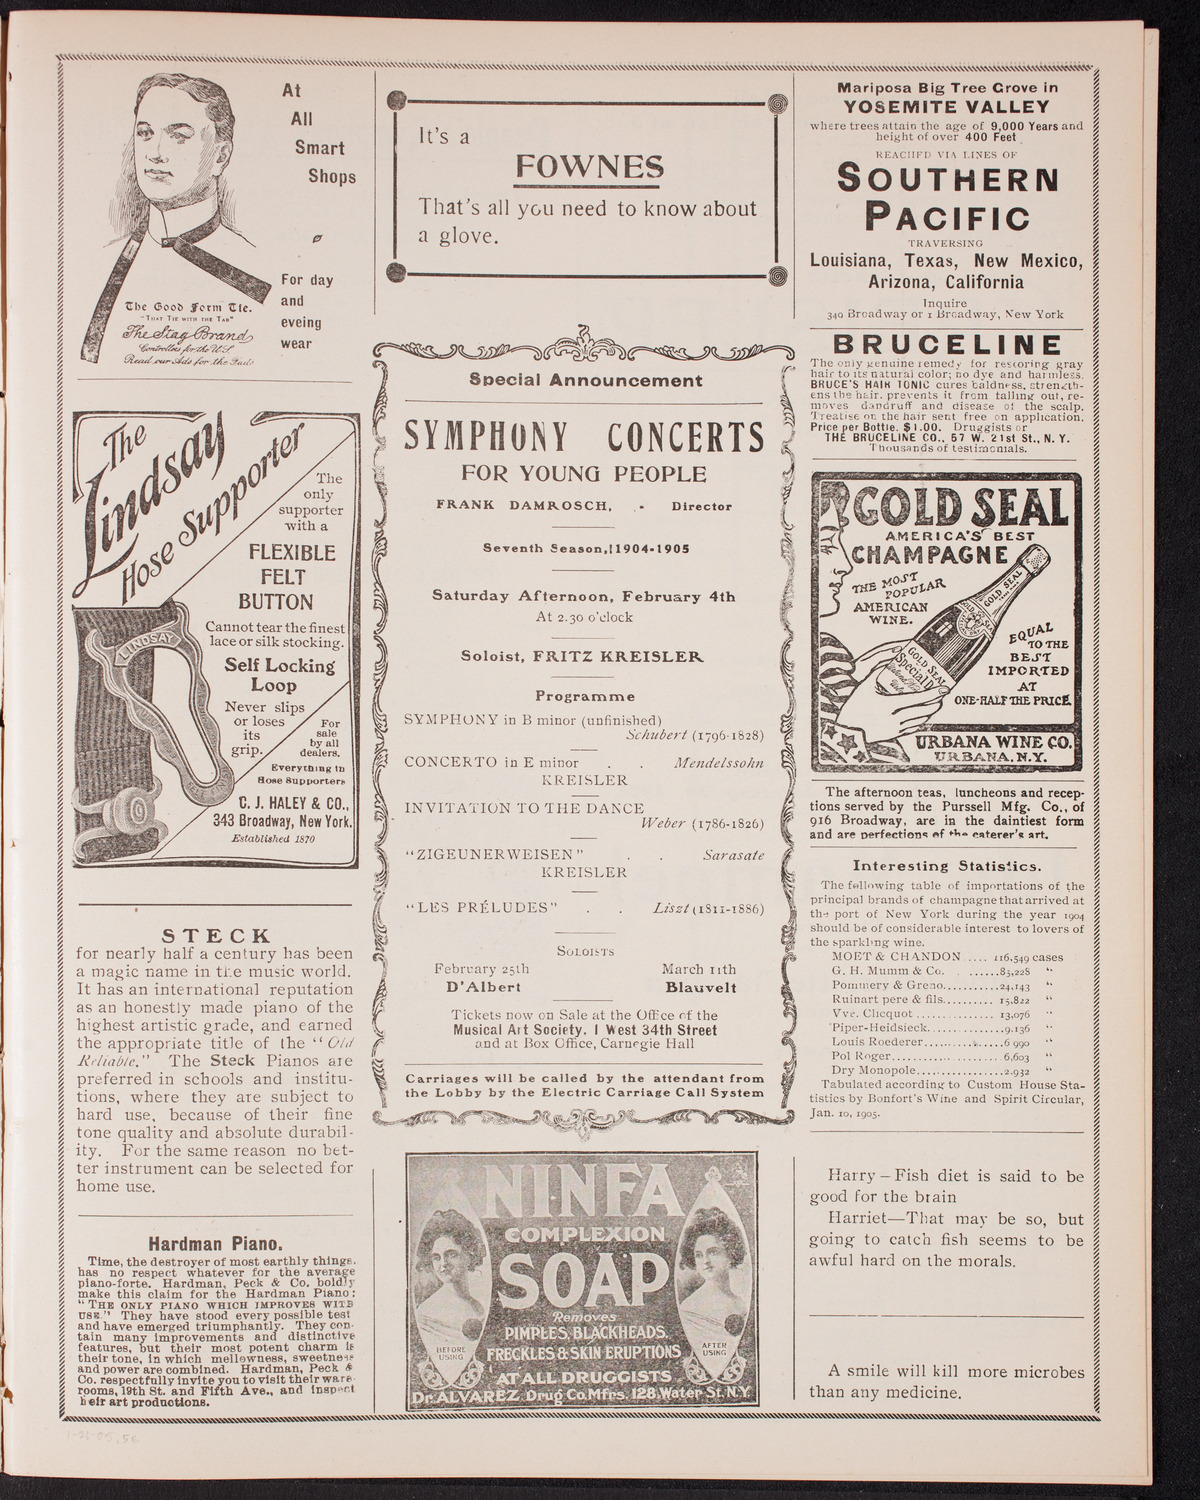 At
All
Smart
Shops
For day
and
eveing
wear
The Good Form Tie.
"That Tie with the Tab"
The Stag Brand
Controllers for the U.S.
Read our Ads for the Fads
The
Lindsay
Hose Supporter
The
only
supporter
with a
FLEXIBLE
FELT
BUTTON
Cannot tear the finest
lace or silk stocking.
Self Locking
Loop
Never slips
or loses
its
grip.
For
sale
by all
dealers.
Everything in
Hose Supporters
C. J. HALEY & CO.,
343 Broadway, New York.
Established 1870
LINDSAY
STECK
for nearly half a century has been
a magic name in the music world.
It has an international reputation
as an honestly made piano of the
highest artistic grade, and earned
the appropriate title of the "Old
Reliable." The Steck Pianos are
preferred in schools and institu-
tions, where they are subject to
hard use, because of their fine
tone quality and absolute durabil-
ity. For the same reason no bet-
ter instrument can be selected for
home use.
Hardman Piano.
Time, the destroyer of most earthly things,
has no respect whatever for the average
piano-forte. Hardman, Peck & Co. boldly
make this claim for the Hardman Piano:
"THE ONLY PIANO WHICH IMPROVES WITH
USE." They have stood every possible test
and have emerged triumphantly. They con-
tain many improvements and distinctive
features, but their most potent charm is
their tone, in which mellowness, sweetness
and power are combined. Hardman, Peck &
Co. respectfully invite you to visit their ware-
rooms, 19th St. and Fifth Ave., and inspect
heir art productions.
It's a
FOWNES
That's all you need to know about
a glove.
Special Announcement
SYMPHONY CONCERTS
FOR YOUNG PEOPLE
FRANK DAMROSCH, - Director
Seventh Season, 1904-1905
Saturday Afternoon, February 4th
At 2.30 o'clock
Soloist, FRITZ KREISLER
Programme
SYMPHONY in B minor (unfinished)
Schubert (1796-1828)
CONCERTO in E minor . . Mendelssohn
KREISLER
INVITATION TO THE DANCE
Weber (1786-1826)
"ZIGEUNERWEISEN" . . Sarasate
KREISLER
"LES PRÉLUDES" . . Liszt (1811-1886)
SOLOISTS
February 25th March 11th
D'Albert Blauvelt
Tickets now on Sale at the Office of the
Musical Art Society. 1 West 34th Street
and at Box Office, Carnegie Hall
Carriages will be called by the attendant from
the Lobby by the Electric Carriage Call System
NINFA
COMPLEXION
SOAP
Removes
PIMPLES, BLACKHEADS,
FRECKLES & SKIN ERUPTIONS
BEFORE
USING
AFTER
USING
AT ALL DRUGGISTS
Dr. ALVAREZ Drug Co. Mfrs. 128 Water St. N.Y.
Mariposa Big Tree Grove in
YOSEMITE VALLEY
where trees attain the age of 9,000 Years and
height of over 400 Feet
REACHED VIA LINES OF
SOUTHERN
PACIFIC
TRAVERSING
Louisiana, Texas, New Mexico,
Arizona, California
Inquire
349 Broadway or 1 Broadway, New York
BRUCELINE
The only genuine remedy for restoring gray
hair to its natural color; no dye and harmless.
BRUCE'S HAIR TONIC cures baldness, strength-
ens the hair, prevents it from falling out, re-
moves dandruff and disease of the scalp.
Treatise on the hair sent free on application.
Price per Bottle, $1.00. Druggists or
THE BRUCELINE CO., 57 W. 21st St., N. Y.
Thousands of testimonials.
GOLD SEAL
AMERICA'S BEST
CHAMPAGNE
THE MOST
POPULAR
AMERICAN
WINE.
GOLD SEAL
GOLD SEAL
Special Dry
EQUAL
TO THE
BEST
IMPORTED
AT
ONE-HALF THE PRICE.
URBANA WINE CO.
URBANA, N.Y.
The afternoon teas, luncheons and recep-
tions served by the Purssell Mfg. Co., of
916 Broadway, are in the daintiest form
and are perfections of the caterer's art.
Interesting Statistics.
The following table of importations of the
principal brands of champagne that arrived at
the port of New York during the year 1904
should be of considerable interest to lovers of
the sparkling wine.
MOET & CHANDON .... 116,549 cases
G. H. Mumm & Co. . ......83,228 "
Pommery & Greno..........24,143 "
Ruinart pere & fils......... 15,822 "
Vve. Clicquot .............. 13,076 "
Piper-Heidsieck.............9,136 "
Louis Roederer..............6 990 "
Pol Roger................... 6,603 "
Dry Monopole................2,932 "
Tabulated according to Custom House Sta-
tistics by Bonfort's Wine and Spirit Circular,
Jan. 10, 1905.
Harry–Fish diet is said to be
good for the brain
Harriet—That may be so, but
going to catch fish seems to be
awful hard on the morals.
A smile will kill more microbes
than any medicine.